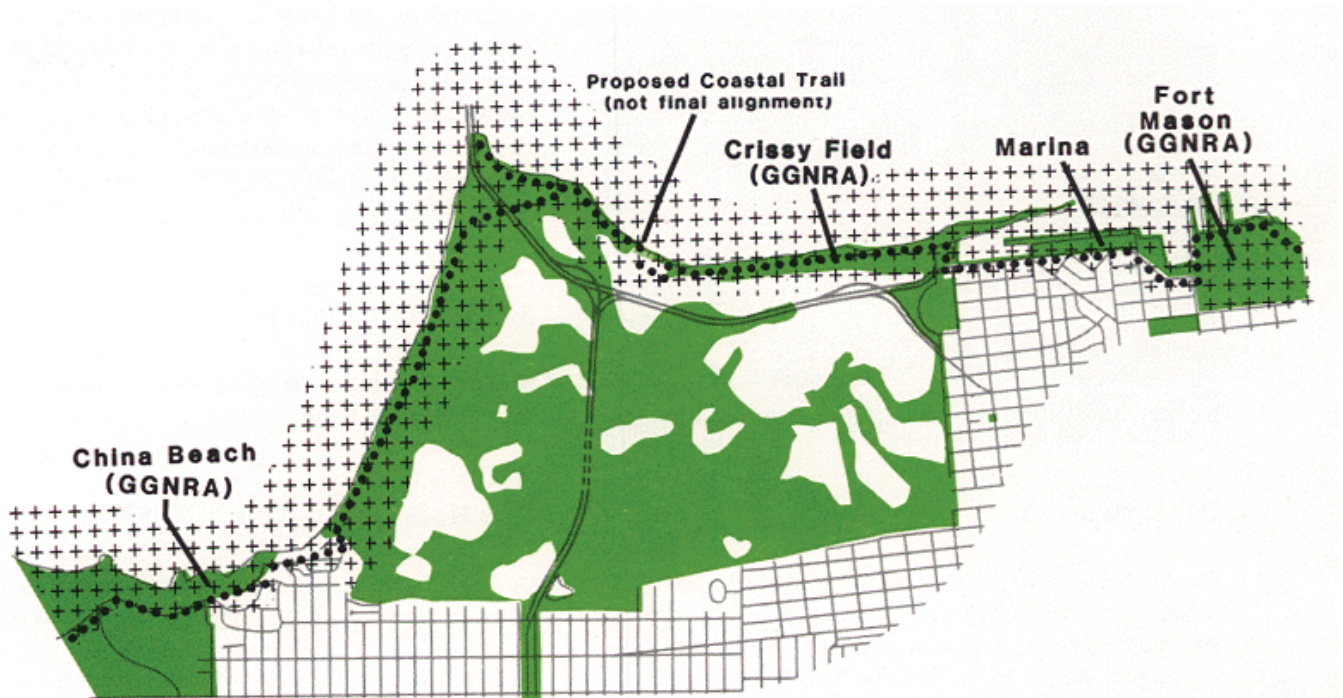 Proposed Coastal Trail
(not final alignment)
Crissy Field
(GGNRA)
Marina
Fort
Mason
(GGNRA)
China Beach
(GGNRA)